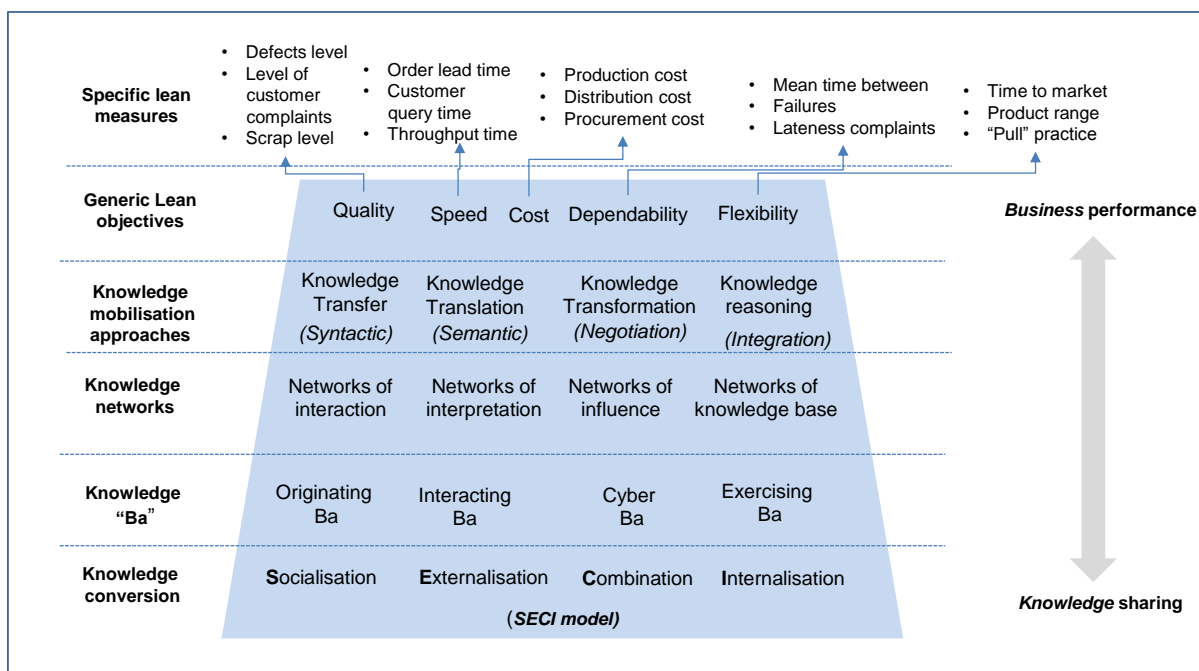 Specific lean
measures
• Defects level
• Level of
customer
complaints
• Scrap level
• Order lead time
• Customer
query time
• Throughput time
• Production cost
• Distribution cost
• Procurement cost
• Mean time between
• Failures
• Lateness complaints
• Time to market
• Product range
• “Pull” practice
Generic Lean
objectives
Quality
Speed
Cost
Dependability
Flexibility
Business performance
Knowledge
mobilisation
approaches
Knowledge
Transfer
(Syntactic)
Knowledge
Translation
(Semantic)
Knowledge
Transformation
(Negotiation)
Knowledge
reasoning
(Integration)
Knowledge
networks
Networks of
interaction
Networks of
interpretation
Networks of
influence
Networks of
knowledge base
Knowledge
“Ba”
Originating
Ba
Interacting
Ba
Cyber
Ba
Exercising
Ba
Knowledge
conversion
Socialisation
Externalisation
Combination
Internalisation
(SECI model)
Knowledge sharing